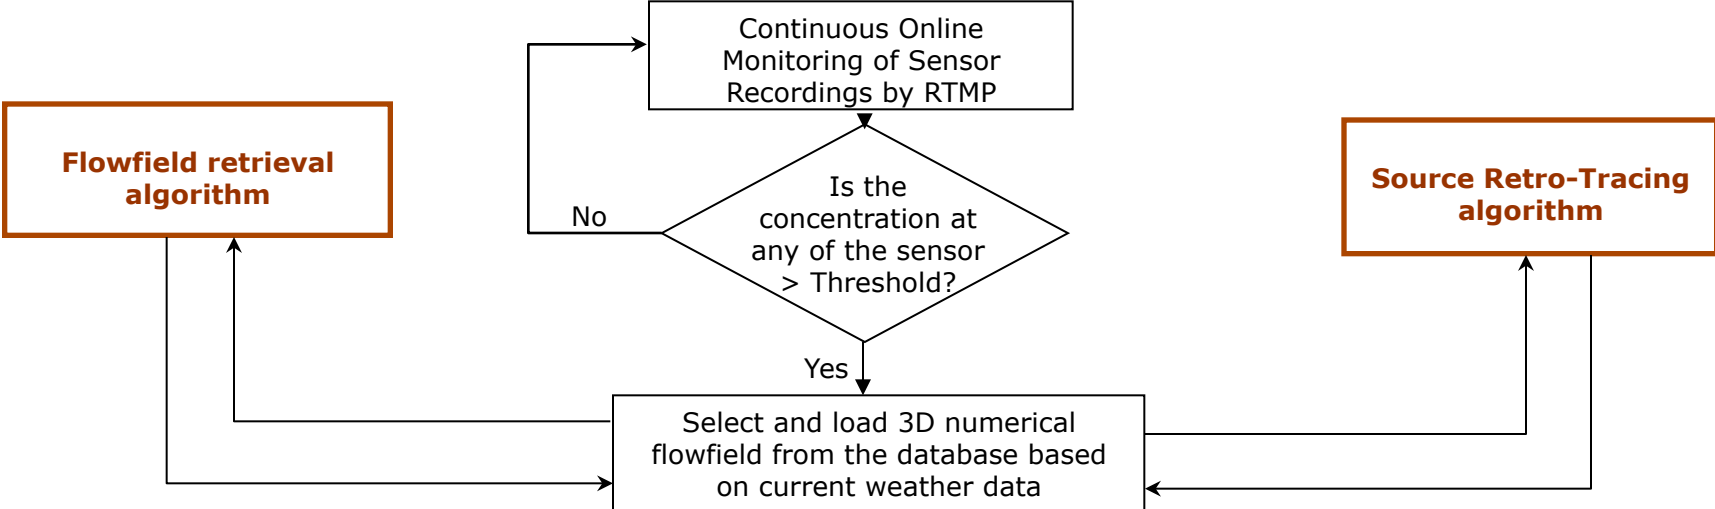 Continuous Online
Monitoring of Sensor
Recordings by RTMP
Flowfield retrieval
algorithm
Is the
concentration at
any of the sensor
> Threshold?
No
Source Retro-Tracing
algorithm
Yes
Select and load 3D numerical
flowfield from the database based
on current weather data